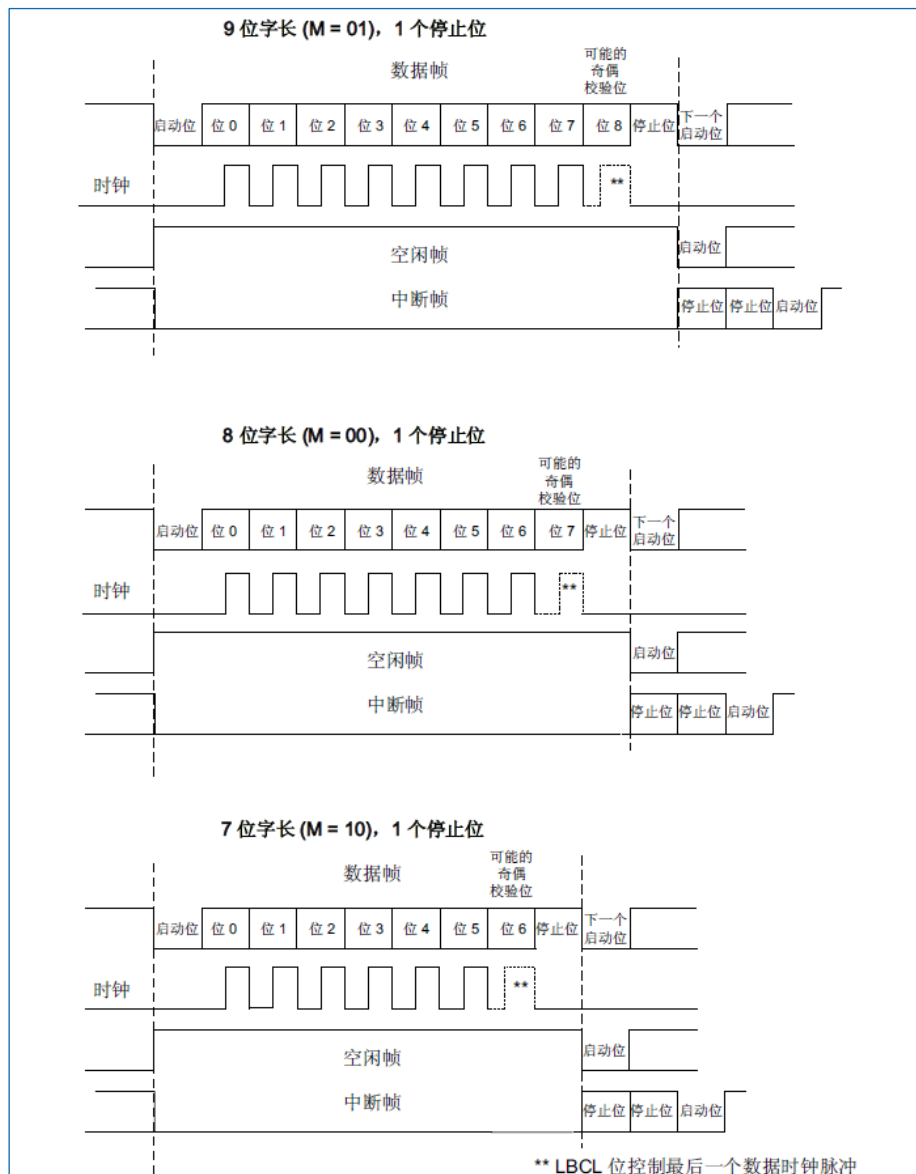 9 位字长 (M = 01)，1 个停止位
数据帧
可能的
奇偶
校验位
启动位 位 0 位 1 位 2 位 3 位 4 位 5 位 6 位 7 位 8 停止位 下一个
启动位
时钟
**
空闲帧
启动位
中断帧
停止位 停止位 启动位
8 位字长 (M = 00)，1 个停止位
数据帧
可能的
奇偶
校验位
启动位 位 0 位 1 位 2 位 3 位 4 位 5 位 6 位 7 停止位 下一个
启动位
时钟
**
空闲帧
启动位
中断帧
停止位 停止位 启动位
7 位字长 (M = 10)，1 个停止位
数据帧
可能的
奇偶
校验位
启动位 位 0 位 1 位 2 位 3 位 4 位 5 位 6 停止位 下一个
启动位
时钟
**
空闲帧
启动位
中断帧
停止位 停止位 启动位
** LBCL 位控制最后一个数据时钟脉冲